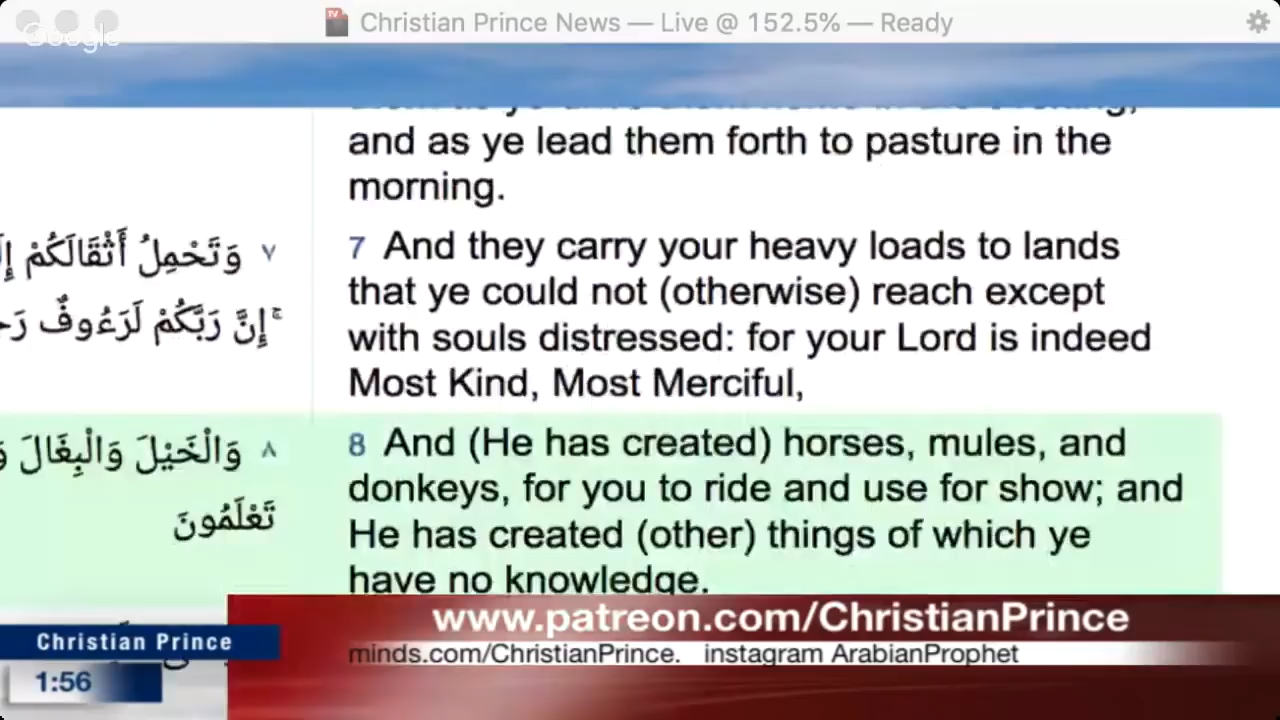 Christian Prince News — Live @ 152.5% — Ready
Google
and as ye lead them forth to pasture in the
morning.
٧ وَتَحْمِلُ أَثْقَالَكُمْ
إِنَّ رَبَّكُمْ لَرَءُوفٌ
7 And they carry your heavy loads to lands
that ye could not (otherwise) reach except
with souls distressed: for your Lord is indeed
Most Kind, Most Merciful,
٨ وَالْخَيْلَ وَالْبِغَالَ
تَعْلَمُونَ
8 And (He has created) horses, mules, and
donkeys, for you to ride and use for show; and
He has created (other) things of which ye
have no knowledge.
www.patreon.com/ChristianPrince
Christian Prince
minds.com/ChristianPrince. instagram ArabianProphet
1:56